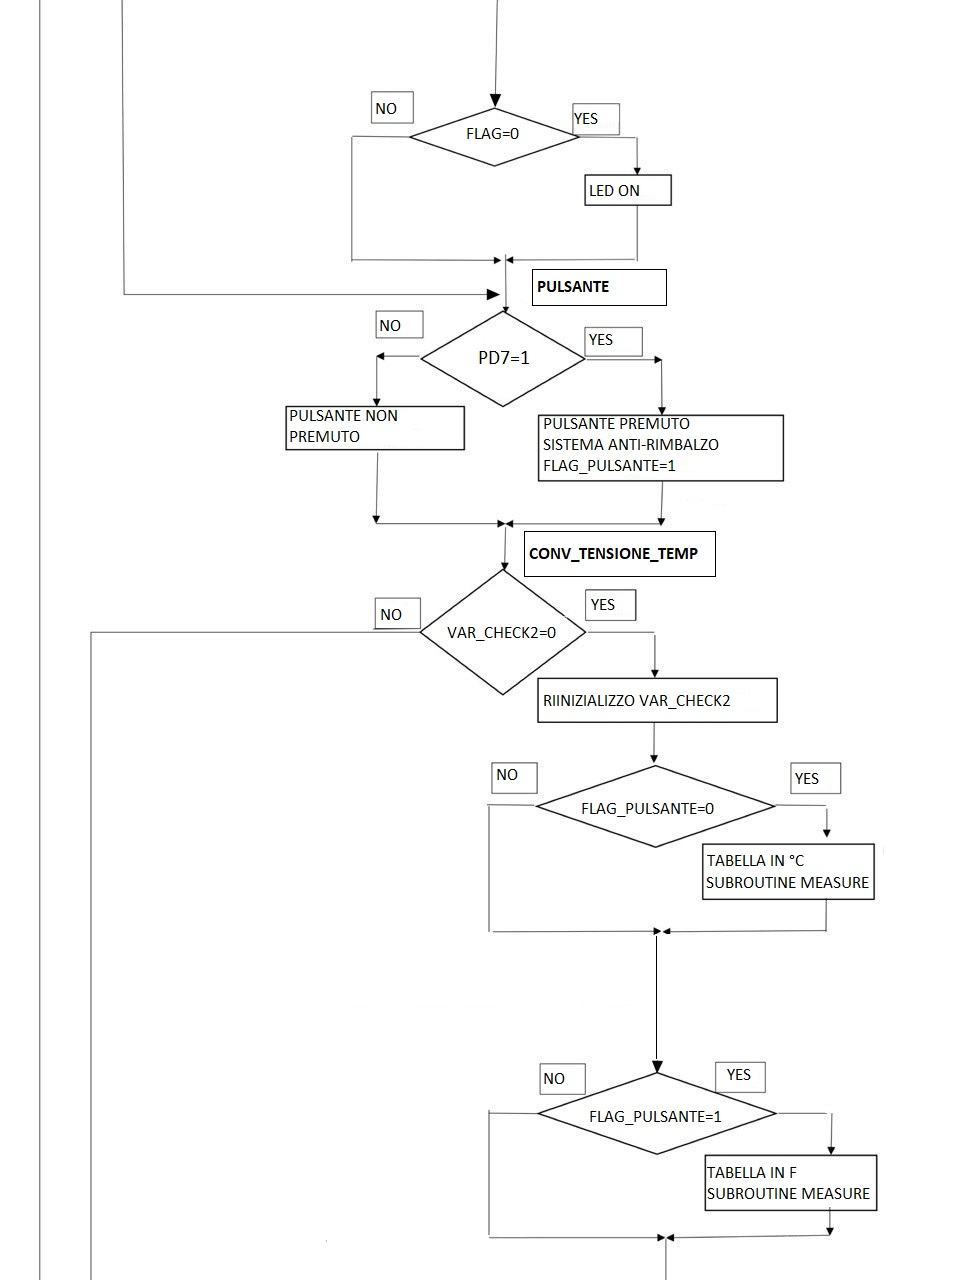 NO
YES
FLAG=0
LED ON
PULSANTE
NO
YES
PD7=1
PULSANTE NON
PREMUTO
PULSANTE PREMUTO
SISTEMA ANTI-RIMBALZO
FLAG_PULSANTE=1
CONV_TENSIONE_TEMP
NO
YES
VAR_CHECK2=0
RIINIZIALIZZO VAR_CHECK2
NO
YES
FLAG_PULSANTE=0
TABELLA IN °C
SUBROUTINE MEASURE
NO
YES
FLAG_PULSANTE=1
TABELLA IN F
SUBROUTINE MEASURE